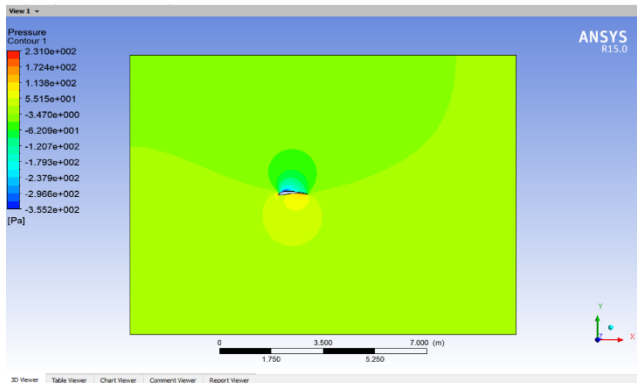 View 1
Pressure
Contour 1
2.310e+002
1.724e+002
1.138e+002
5.515e+001
-3.470e+000
-6.209e+001
-1.207e+002
-1.793e+002
-2.379e+002
-2.966e+002
-3.552e+002
[Pa]
ANSYS
R15.0
Y
X
Z
0 3.500 7.000 (m)
1.750 5.250
3D Viewer Table Viewer Chart Viewer Comment Viewer Report Viewer